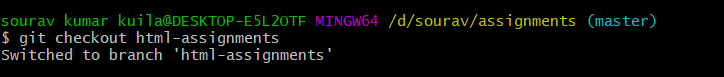 sourav kumar kuila@DESKTOP-E5L2OTF MINGW64 /d/sourav/assignments (master)
$ git checkout html-assignments
Switched to branch 'html-assignments'